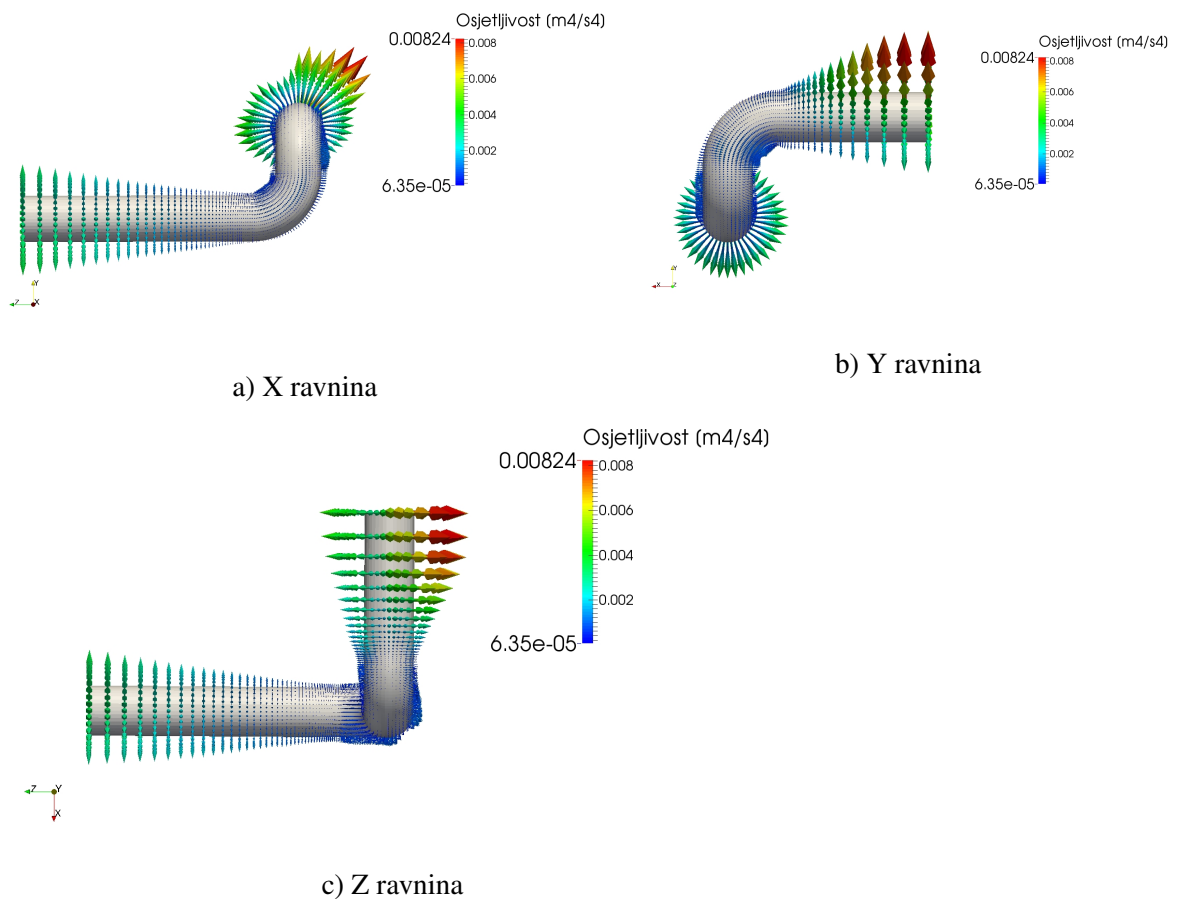 Osjetljivost (m4/s4)
0.00824
0.008
0.006
0.004
0.002
6.35e-05
Y
Z
X
a) X ravnina
Osjetljivost (m4/s4)
0.00824
0.008
0.006
0.004
0.002
6.35e-05
Y
X
Z
b) Y ravnina
Osjetljivost (m4/s4)
0.00824
0.008
0.006
0.004
0.002
6.35e-05
Z
Y
X
c) Z ravnina